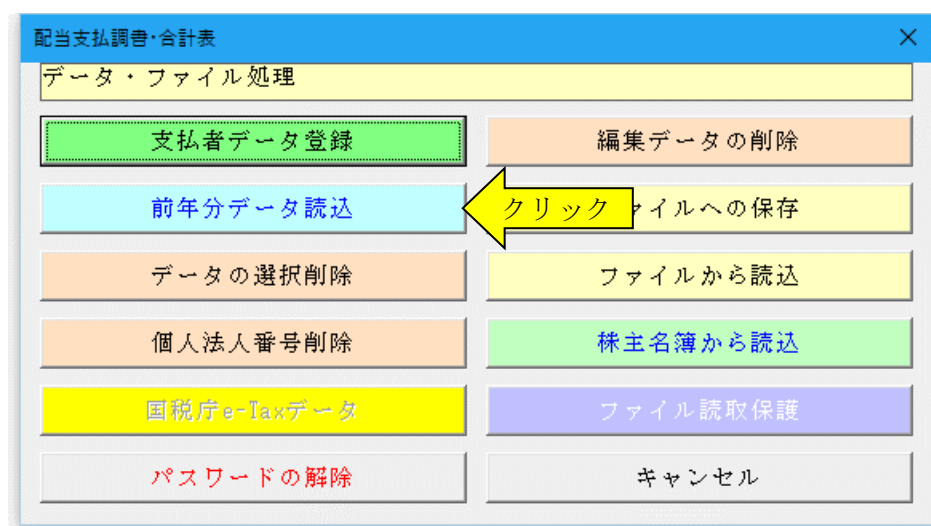 配当支払調書・合計表
データ・ファイル処理
支払者データ登録 編集データの削除
前年分データ読込 クリック ァイルへの保存
データの選択削除 ファイルから読込
個人法人番号削除 株主名簿から読込
国税庁e-Taxデータ ファイル読取保護
パスワードの解除 キャンセル